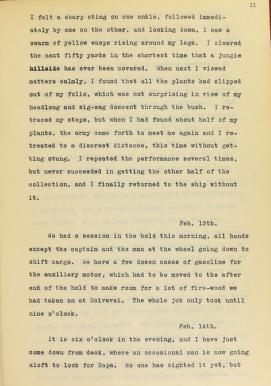 11
I felt a sharp sting on one ankle, followed immedi-
ately by one on the other, and looking down, I saw a
swarm of yellow wasps rising around my legs. I cleared
the next fifty yards in the shortest time that a jungle
hillside has ever been covered. When next I viewed
matters calmly, I found that all the plants had slipped
out of my folio, which was not surprising in view of my
headlong and zig-zag descent through the bush. I re-
traced my steps, but when I had found about half of my
plants, the army came forth to meet me again and I re-
treated to a discreet distance, this time without get-
ting stung. I repeated the performance several times,
but never succeeded in getting the other half of the
collection, and I finally returned to the ship without
it.
Feb. 13th.
We had a session in the hold this morning, all hands
except the captain and the man at the wheel going down to
shift cargo. We have a few dozen cases of gasoline for
the auxiliary motor, which had to be moved to the after
end of the hold to make room for a lot of fire-wood we
had taken on at Raivavai. The whole job only took until
nine o'clock.
Feb. 14th.
It is six o'clock in the evening, and I have just
come down from deck, where an occasional man is now going
aloft to look for Rapa. No one has sighted it yet, but